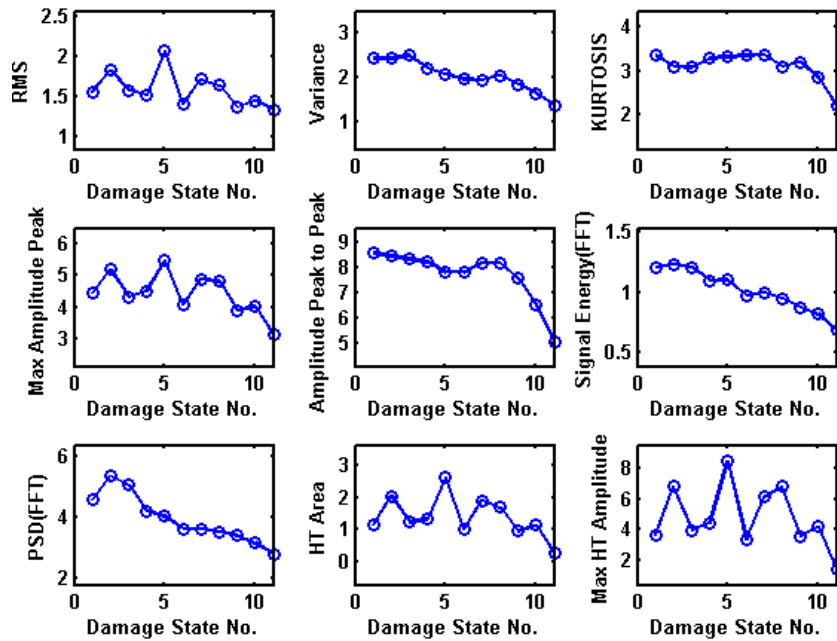 RMS
2.5
2
1.5
1
0 5 10
Damage State No.
Variance
3
2
1
0 5 10
Damage State No.
KURTOSIS
4
3
2
0 5 10
Damage State No.
Max Amplitude Peak
6
5
4
3
0 5 10
Damage State No.
Amplitude Peak to Peak
9
8
7
6
5
0 5 10
Damage State No.
Signal Energy(FFT)
1.5
1
0.5
0 5 10
Damage State No.
PSD(FFT)
6
4
2
0 5 10
Damage State No.
HT Area
3
2
1
0
0 5 10
Damage State No.
Max HT Amplitude
8
6
4
2
0 5 10
Damage State No.